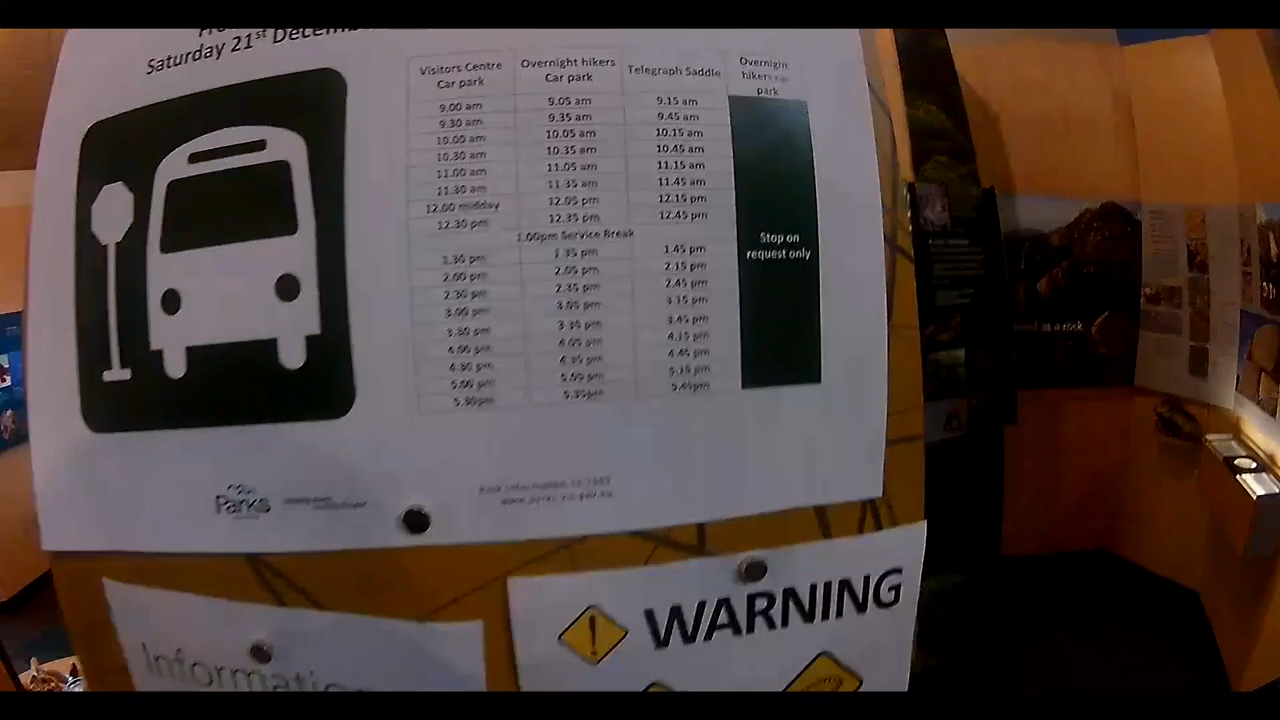 Saturday 21st Decem
Visitors Centre Car park Overnight hikers Car park Telegraph Saddle Overnight hikers car park
9.00 am 9.05 am 9.15 am
9.30 am 9.35 am 9.45 am
10.00 am 10.05 am 10.15 am
10.30 am 10.35 am 10.45 am
11.00 am 11.05 am 11.15 am
11.30 am 11.35 am 11.45 am
12.00 midday 12.05 pm 12.15 pm
12.30 pm 12.35 pm 12.45 pm
1.00pm Service Break
1.30 pm 1.35 pm 1.45 pm
2.00 pm 2.05 pm 2.15 pm
2.30 pm 2.35 pm 2.45 pm
3.00 pm 3.05 pm 3.15 pm
3.30 pm 3.35 pm 3.45 pm
4.00 pm 4.05 pm 4.15 pm
4.30 pm 4.35 pm 4.45 pm
5.00 pm 5.05 pm 5.15 pm
5.30pm 5.35pm 5.45pm
Stop on
request only
Parks
WARNING
Informatio
as a rock